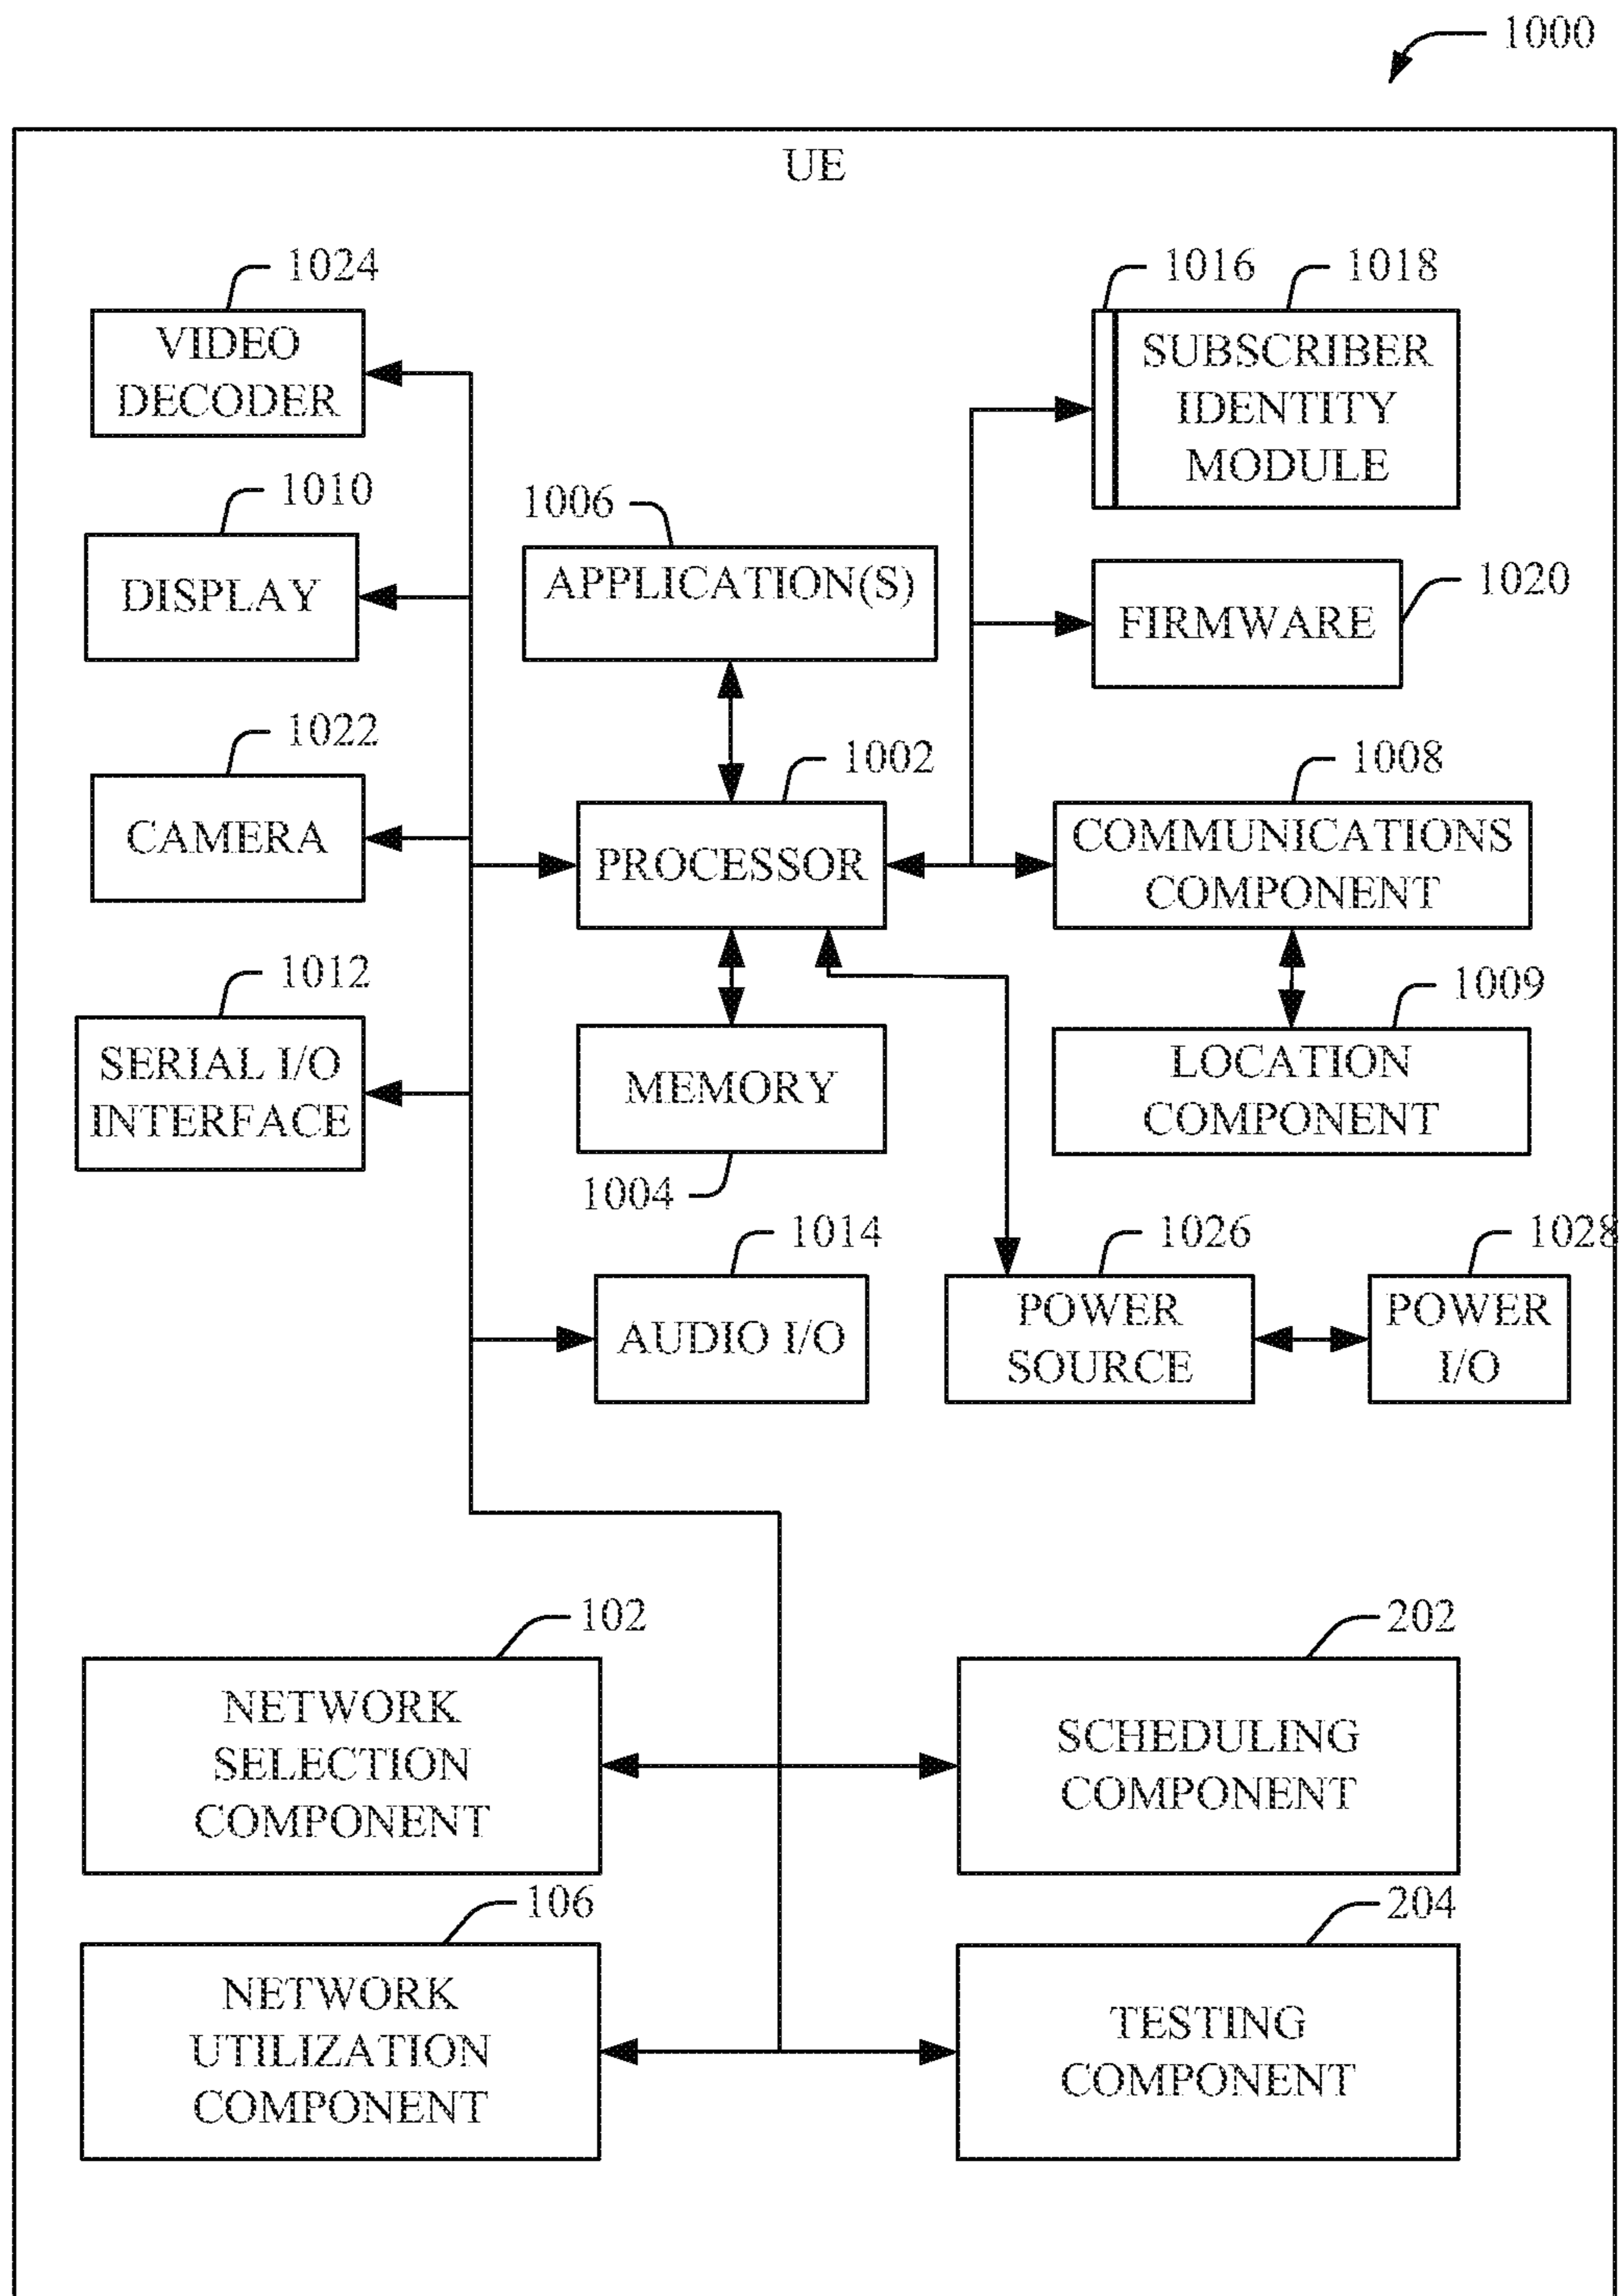 1000
UE
1024
VIDEO
DECODER
1016
1018
SUBSCRIBER
IDENTITY
MODULE
1010
DISPLAY
1006
APPLICATION(S)
1020
FIRMWARE
1022
CAMERA
1002
PROCESSOR
1008
COMMUNICATIONS
COMPONENT
1012
SERIAL I/O
INTERFACE
MEMORY
1004
1009
LOCATION
COMPONENT
1014
AUDIO I/O
1026
POWER
SOURCE
1028
POWER
I/O
102
NETWORK
SELECTION
COMPONENT
202
SCHEDULING
COMPONENT
106
NETWORK
UTILIZATION
COMPONENT
204
TESTING
COMPONENT